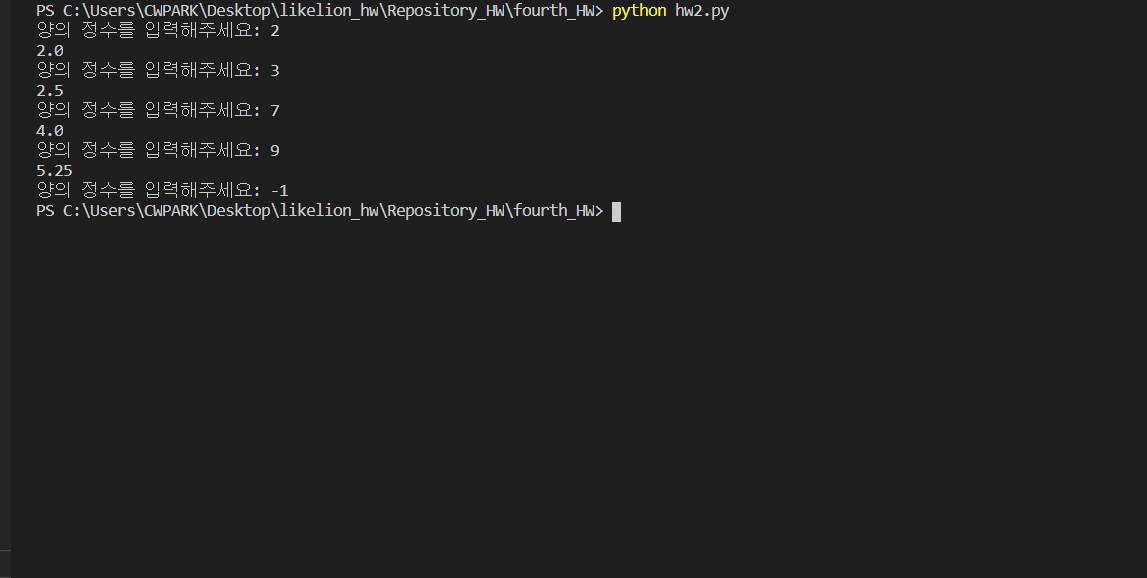 PS C:\Users\CWPARK\Desktop\likelion_hw\Repository_HW\fourth_HW> python hw2.py
양의 정수를 입력해주세요: 2
2.0
양의 정수를 입력해주세요: 3
2.5
양의 정수를 입력해주세요: 7
4.0
양의 정수를 입력해주세요: 9
5.25
양의 정수를 입력해주세요: -1
PS C:\Users\CWPARK\Desktop\likelion_hw\Repository_HW\fourth_HW>